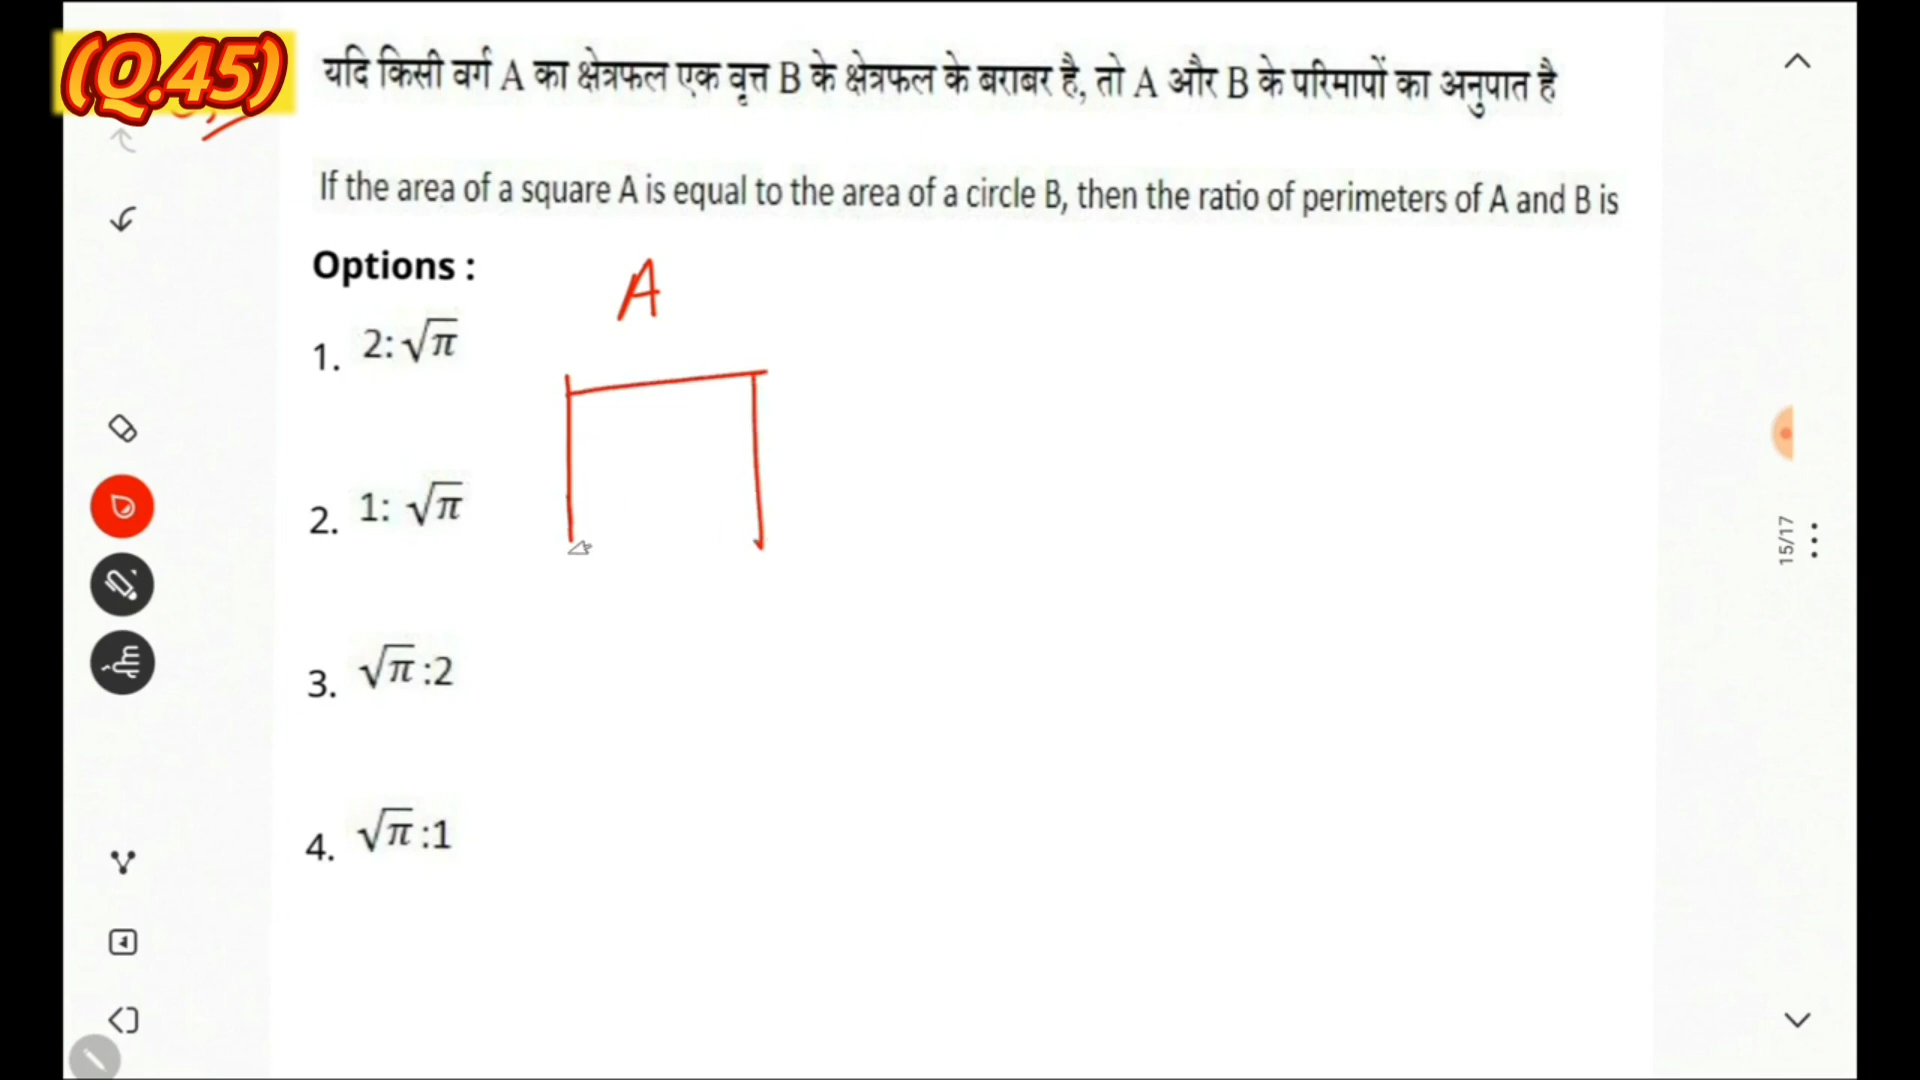 (Q.45)
यदि किसी वर्ग A का क्षेत्रफल एक वृत्त B के क्षेत्रफल के बराबर है, तो A और B के परिमापों का अनुपात है
If the area of a square A is equal to the area of a circle B, then the ratio of perimeters of A and B is
Options :
A
1. 2:√π
2. 1: √π
3. √π :2
4. √π :1
15/17